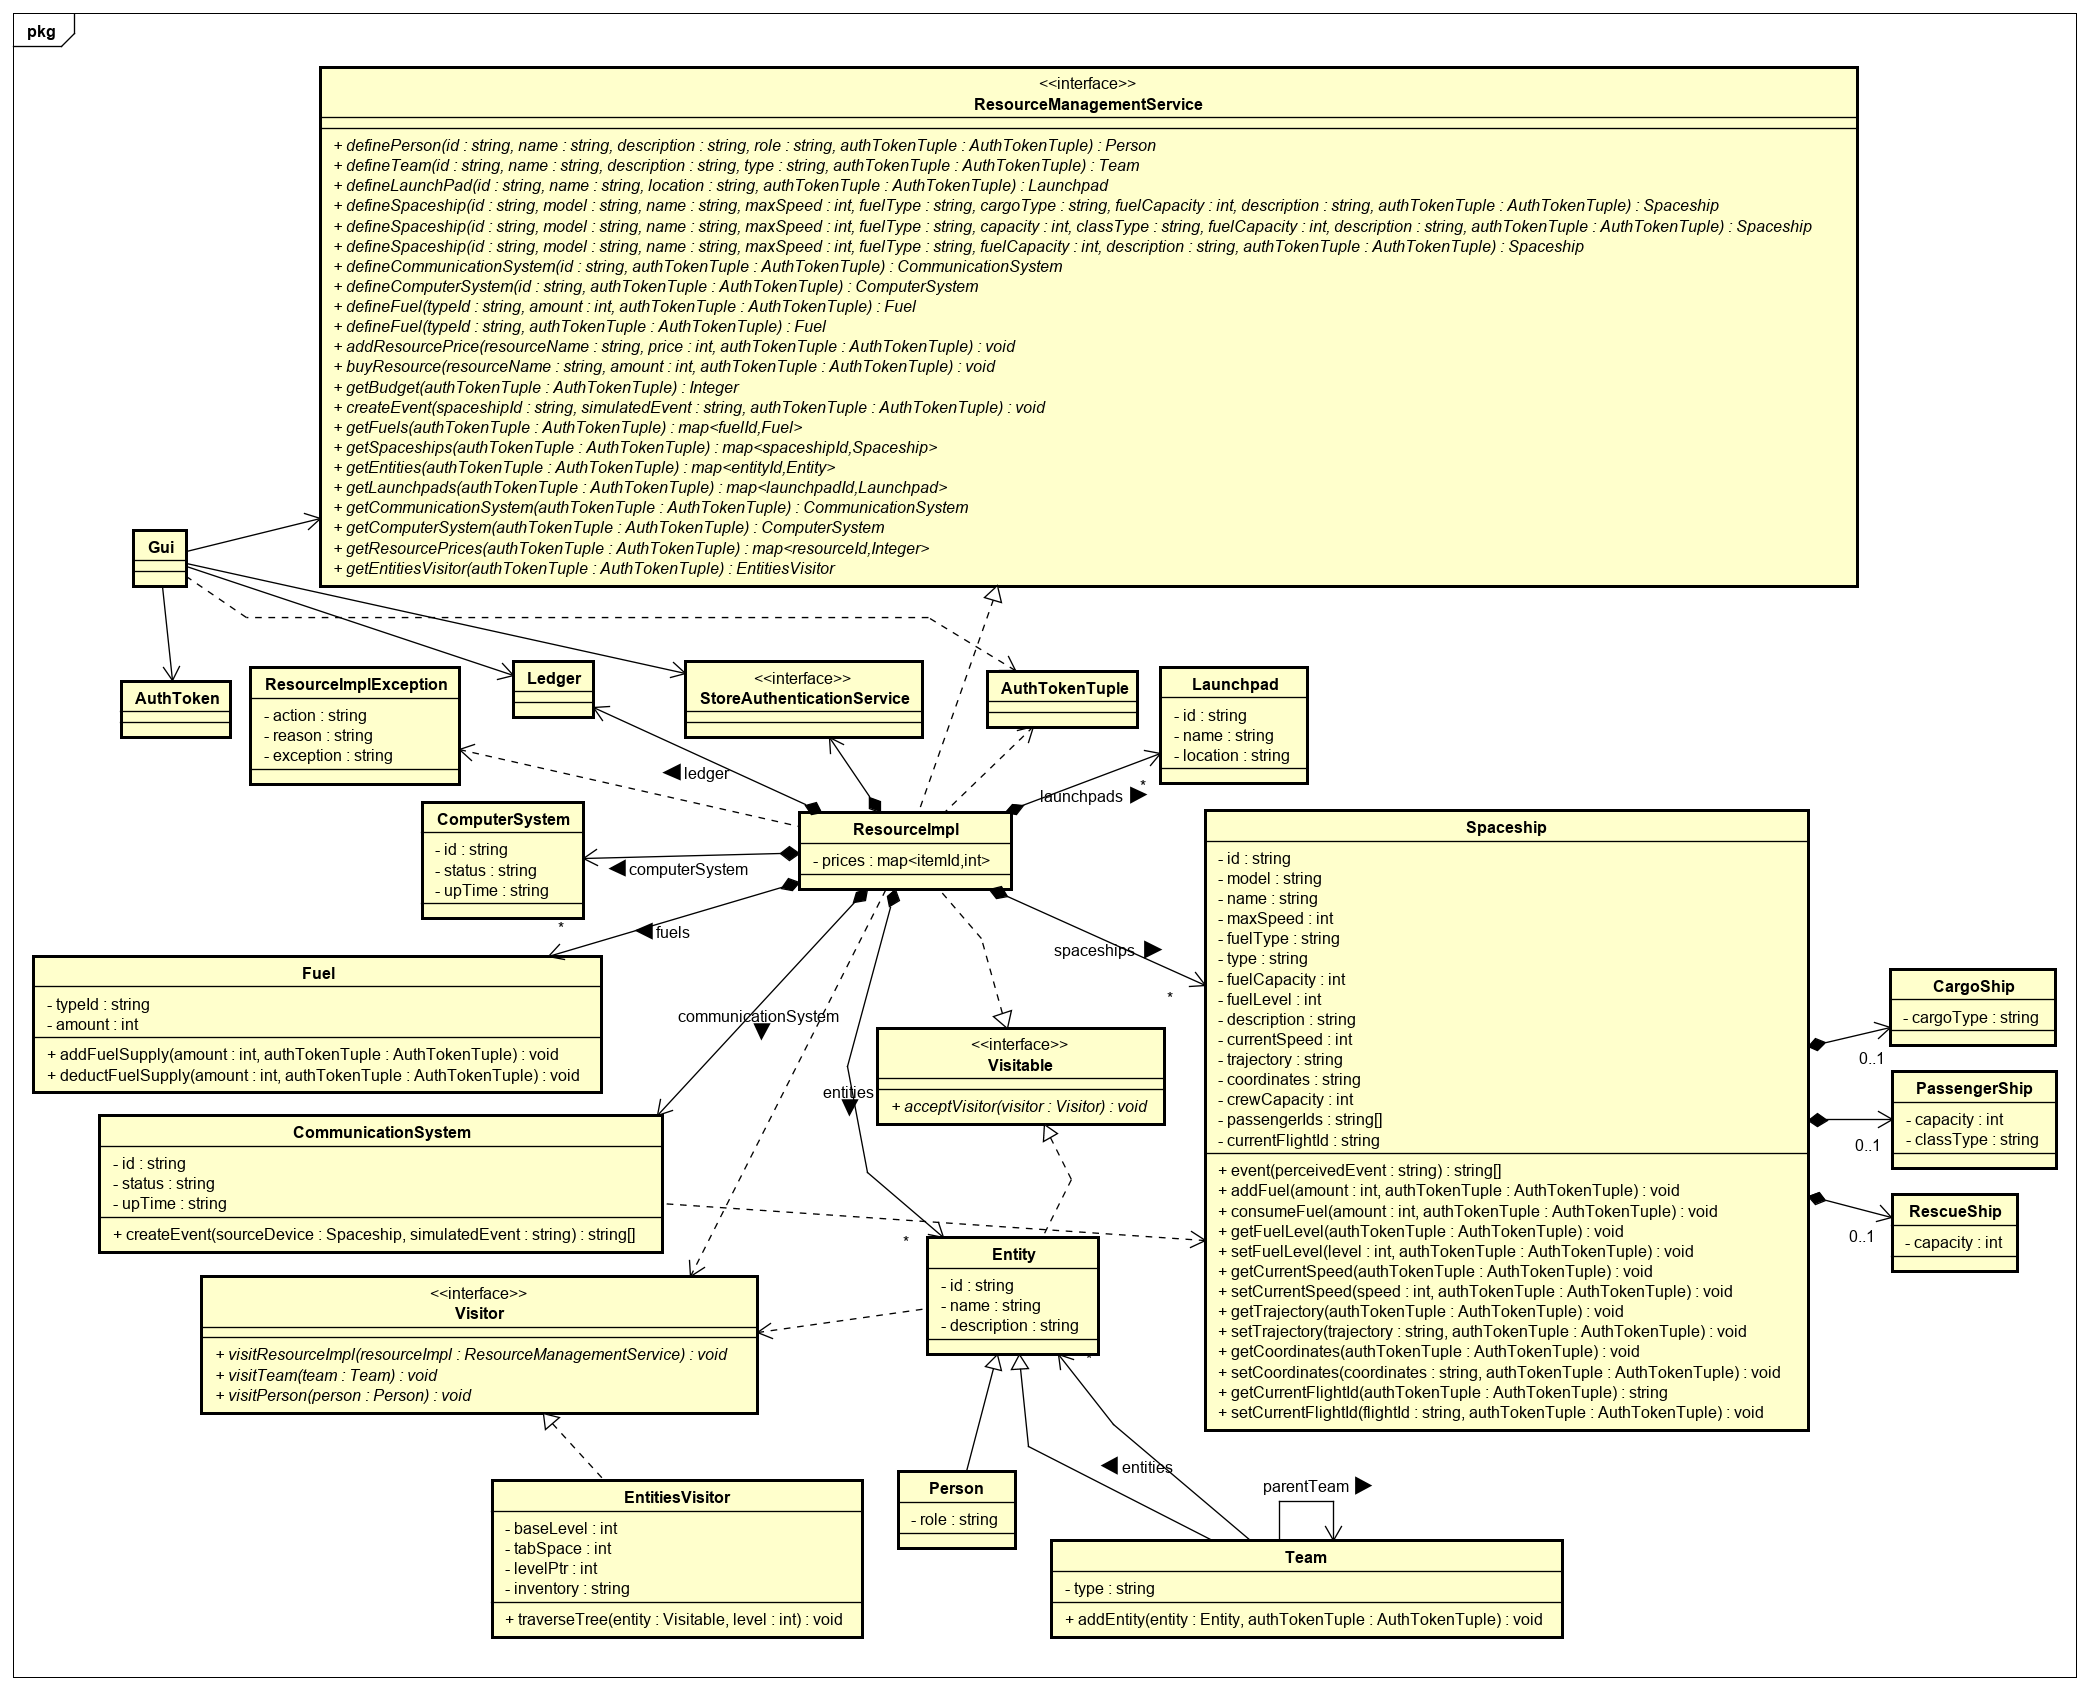 pkg
<<interface>>
ResourceManagementService
+ definePerson(id : string, name : string, description : string, role : string, authTokenTuple : AuthTokenTuple) : Person
+ defineTeam(id : string, name : string, description : string, type : string, authTokenTuple : AuthTokenTuple) : Team
+ defineLaunchPad(id : string, name : string, location : string, authTokenTuple : AuthTokenTuple) : Launchpad
+ defineSpaceship(id : string, model : string, name : string, maxSpeed : int, fuelType : string, cargoType : string, fuelCapacity : int, description : string, authTokenTuple : AuthTokenTuple) : Spaceship
+ defineSpaceship(id : string, model : string, name : string, maxSpeed : int, fuelType : string, capacity : int, classType : string, fuelCapacity : int, description : string, authTokenTuple : AuthTokenTuple) : Spaceship
+ defineSpaceship(id : string, model : string, name : string, maxSpeed : int, fuelType : string, fuelCapacity : int, description : string, authTokenTuple : AuthTokenTuple) : Spaceship
+ defineCommunicationSystem(id : string, authTokenTuple : AuthTokenTuple) : CommunicationSystem
+ defineComputerSystem(id : string, authTokenTuple : AuthTokenTuple) : ComputerSystem
+ defineFuel(typeId : string, amount : int, authTokenTuple : AuthTokenTuple) : Fuel
+ defineFuel(typeId : string, authTokenTuple : AuthTokenTuple) : Fuel
+ addResourcePrice(resourceName : string, price : int, authTokenTuple : AuthTokenTuple) : void
+ buyResource(resourceName : string, amount : int, authTokenTuple : AuthTokenTuple) : void
+ getBudget(authTokenTuple : AuthTokenTuple) : Integer
+ createEvent(spaceshipId : string, simulatedEvent : string, authTokenTuple : AuthTokenTuple) : void
+ getFuels(authTokenTuple : AuthTokenTuple) : map<fuelId,Fuel>
+ getSpaceships(authTokenTuple : AuthTokenTuple) : map<spaceshipId,Spaceship>
+ getEntities(authTokenTuple : AuthTokenTuple) : map<entityId,Entity>
+ getLaunchpads(authTokenTuple : AuthTokenTuple) : map<launchpadId,Launchpad>
+ getCommunicationSystem(authTokenTuple : AuthTokenTuple) : CommunicationSystem
+ getComputerSystem(authTokenTuple : AuthTokenTuple) : ComputerSystem
+ getResourcePrices(authTokenTuple : AuthTokenTuple) : map<resourceId,Integer>
+ getEntitiesVisitor(authTokenTuple : AuthTokenTuple) : EntitiesVisitor
Gui
AuthToken
ResourceImplException
- action : string
- reason : string
- exception : string
Ledger
<<interface>>
StoreAuthenticationService
AuthTokenTuple
Launchpad
- id : string
- name : string
- location : string
ledger
*
launchpads
ComputerSystem
- id : string
- status : string
- upTime : string
computerSystem
ResourceImpl
- prices : map<itemId,int>
*
fuels
Fuel
- typeId : string
- amount : int
+ addFuelSupply(amount : int, authTokenTuple : AuthTokenTuple) : void
+ deductFuelSupply(amount : int, authTokenTuple : AuthTokenTuple) : void
communicationSystem
spaceships
*
entities
*
<<interface>>
Visitable
+ acceptVisitor(visitor : Visitor) : void
Spaceship
- id : string
- model : string
- name : string
- maxSpeed : int
- fuelType : string
- type : string
- fuelCapacity : int
- fuelLevel : int
- description : string
- currentSpeed : int
- trajectory : string
- coordinates : string
- crewCapacity : int
- passengerIds : string[]
- currentFlightId : string
+ event(perceivedEvent : string) : string[]
+ addFuel(amount : int, authTokenTuple : AuthTokenTuple) : void
+ consumeFuel(amount : int, authTokenTuple : AuthTokenTuple) : void
+ getFuelLevel(authTokenTuple : AuthTokenTuple) : void
+ setFuelLevel(level : int, authTokenTuple : AuthTokenTuple) : void
+ getCurrentSpeed(authTokenTuple : AuthTokenTuple) : void
+ setCurrentSpeed(speed : int, authTokenTuple : AuthTokenTuple) : void
+ getTrajectory(authTokenTuple : AuthTokenTuple) : void
+ setTrajectory(trajectory : string, authTokenTuple : AuthTokenTuple) : void
+ getCoordinates(authTokenTuple : AuthTokenTuple) : void
+ setCoordinates(coordinates : string, authTokenTuple : AuthTokenTuple) : void
+ getCurrentFlightId(authTokenTuple : AuthTokenTuple) : string
+ setCurrentFlightId(flightId : string, authTokenTuple : AuthTokenTuple) : void
CargoShip
- cargoType : string
0..1
PassengerShip
- capacity : int
- classType : string
0..1
RescueShip
- capacity : int
0..1
CommunicationSystem
- id : string
- status : string
- upTime : string
+ createEvent(sourceDevice : Spaceship, simulatedEvent : string) : string[]
<<interface>>
Visitor
+ visitResourceImpl(resourceImpl : ResourceManagementService) : void
+ visitTeam(team : Team) : void
+ visitPerson(person : Person) : void
Entity
- id : string
- name : string
- description : string
*
EntitiesVisitor
- baseLevel : int
- tabSpace : int
- levelPtr : int
- inventory : string
+ traverseTree(entity : Visitable, level : int) : void
Person
- role : string
entities
parentTeam
Team
- type : string
+ addEntity(entity : Entity, authTokenTuple : AuthTokenTuple) : void